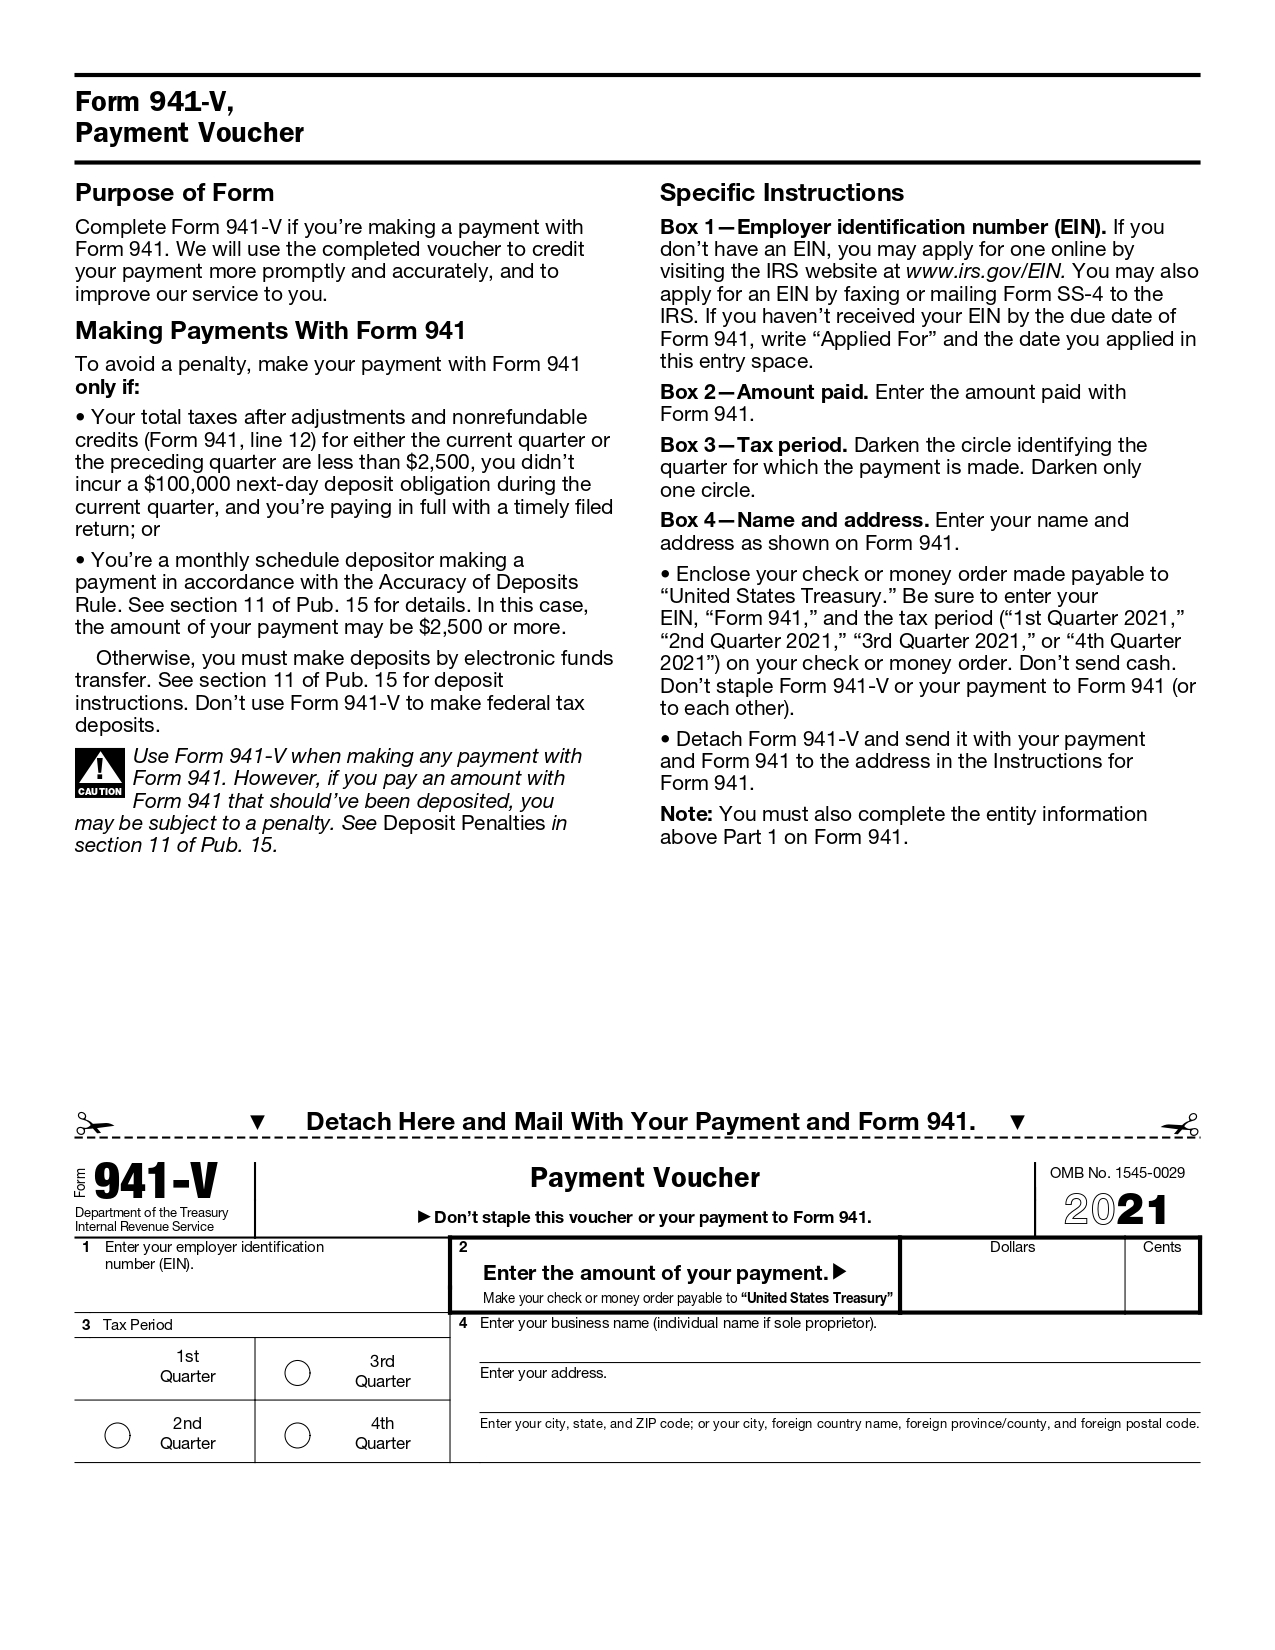 Form 941-V,
Payment Voucher
Purpose of Form
Complete Form 941-V if you’re making a payment with
Form 941. We will use the completed voucher to credit
your payment more promptly and accurately, and to
improve our service to you.
Making Payments With Form 941
To avoid a penalty, make your payment with Form 941
only if:
• Your total taxes after adjustments and nonrefundable
credits (Form 941, line 12) for either the current quarter or
the preceding quarter are less than $2,500, you didn’t
incur a $100,000 next-day deposit obligation during the
current quarter, and you’re paying in full with a timely filed
return; or
• You’re a monthly schedule depositor making a
payment in accordance with the Accuracy of Deposits
Rule. See section 11 of Pub. 15 for details. In this case,
the amount of your payment may be $2,500 or more.
Otherwise, you must make deposits by electronic funds
transfer. See section 11 of Pub. 15 for deposit
instructions. Don’t use Form 941-V to make federal tax
deposits.
Use Form 941-V when making any payment with
Form 941. However, if you pay an amount with
CAUTION
Form 941 that should’ve been deposited, you
may be subject to a penalty. See Deposit Penalties in
section 11 of Pub. 15.
Specific Instructions
Box 1—Employer identification number (EIN). If you
don’t have an EIN, you may apply for one online by
visiting the IRS website at www.irs.gov/EIN. You may also
apply for an EIN by faxing or mailing Form SS-4 to the
IRS. If you haven’t received your EIN by the due date of
Form 941, write “Applied For” and the date you applied in
this entry space.
Box 2—Amount paid. Enter the amount paid with
Form 941.
Box 3—Tax period. Darken the circle identifying the
quarter for which the payment is made. Darken only
one circle.
Box 4—Name and address. Enter your name and
address as shown on Form 941.
• Enclose your check or money order made payable to
“United States Treasury.” Be sure to enter your
EIN, “Form 941,” and the tax period (“1st Quarter 2021,”
“2nd Quarter 2021,” “3rd Quarter 2021,” or “4th Quarter
2021”) on your check or money order. Don’t send cash.
Don’t staple Form 941-V or your payment to Form 941 (or
to each other).
• Detach Form 941-V and send it with your payment
and Form 941 to the address in the Instructions for
Form 941.
Note: You must also complete the entity information
above Part 1 on Form 941.
▼ Detach Here and Mail With Your Payment and Form 941. ▼
Form 941-V
Department of the Treasury
Internal Revenue Service
Payment Voucher
▶ Don’t staple this voucher or your payment to Form 941.
OMB No. 1545-0029
2021
1 Enter your employer identification
number (EIN).
2
Enter the amount of your payment. ▶
Make your check or money order payable to “United States Treasury”
Dollars
Cents
3 Tax Period
1st
Quarter
3rd
Quarter
2nd
Quarter
4th
Quarter
4 Enter your business name (individual name if sole proprietor).
Enter your address.
Enter your city, state, and ZIP code; or your city, foreign country name, foreign province/county, and foreign postal code.